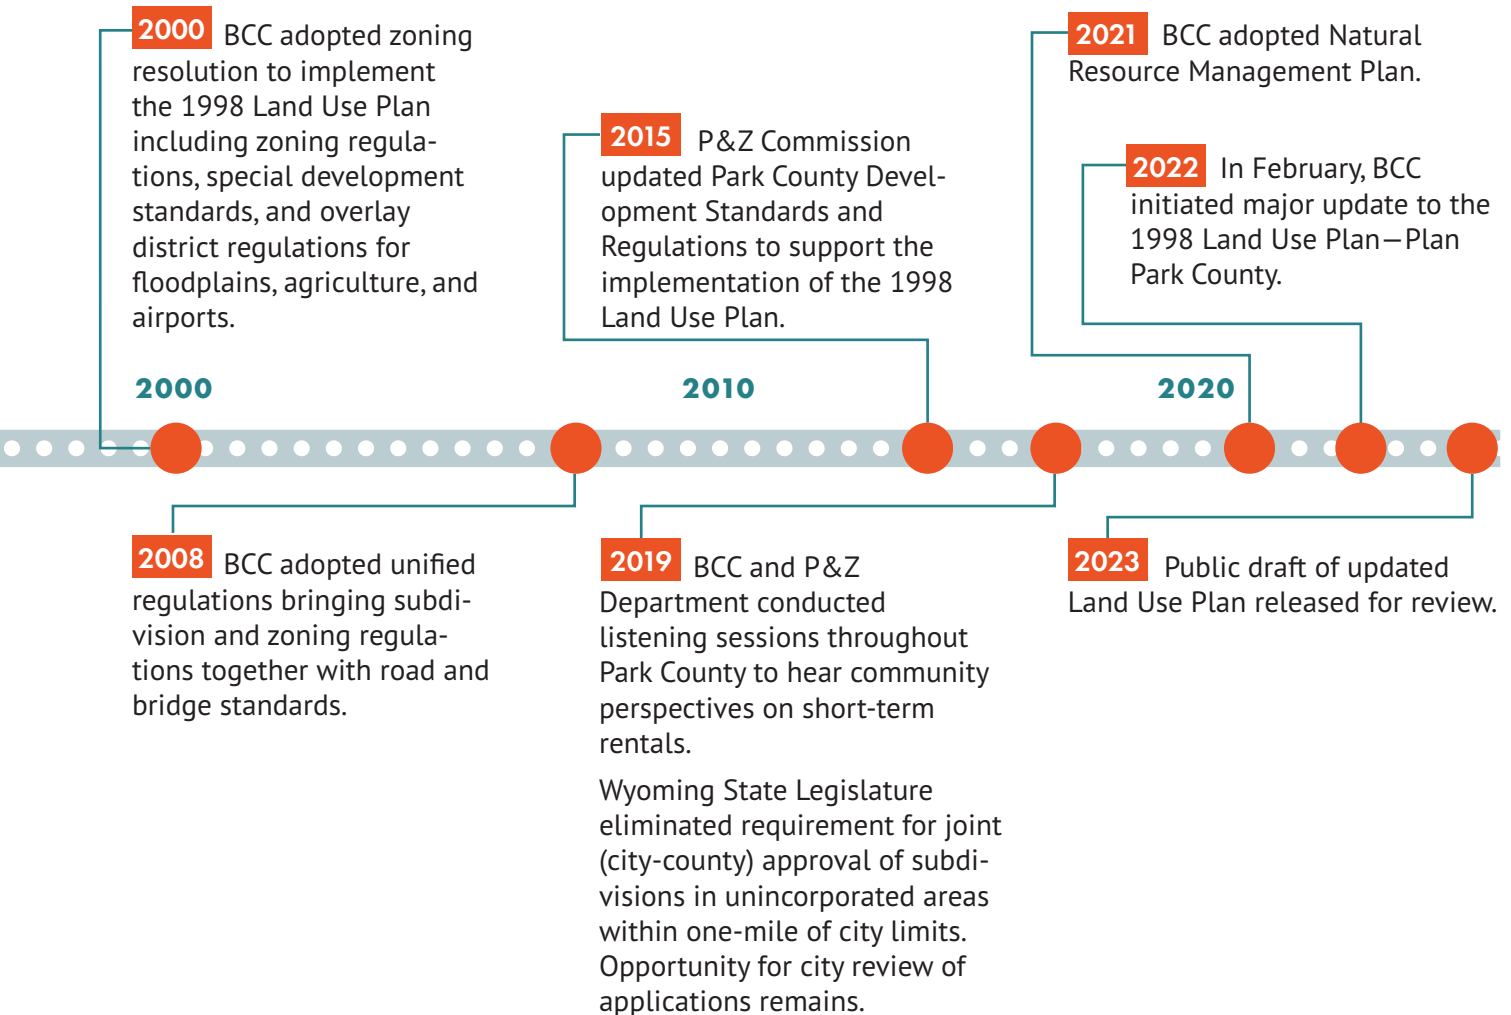 2000 BCC adopted zoning
resolution to implement
the 1998 Land Use Plan
including zoning regula-
tions, special development
standards, and overlay
district regulations for
floodplains, agriculture, and
airports.
2015 P&Z Commission
updated Park County Devel-
opment Standards and
Regulations to support the
implementation of the 1998
Land Use Plan.
2021 BCC adopted Natural
Resource Management Plan.
2022 In February, BCC
initiated major update to the
1998 Land Use Plan—Plan
Park County.
2000
2010
2020
2008 BCC adopted unified
regulations bringing subdi-
vision and zoning regula-
tions together with road and
bridge standards.
2019 BCC and P&Z
Department conducted
listening sessions throughout
Park County to hear community
perspectives on short-term
rentals.
Wyoming State Legislature
eliminated requirement for joint
(city-county) approval of subdi-
visions in unincorporated areas
within one-mile of city limits.
Opportunity for city review of
applications remains.
2023 Public draft of updated
Land Use Plan released for review.